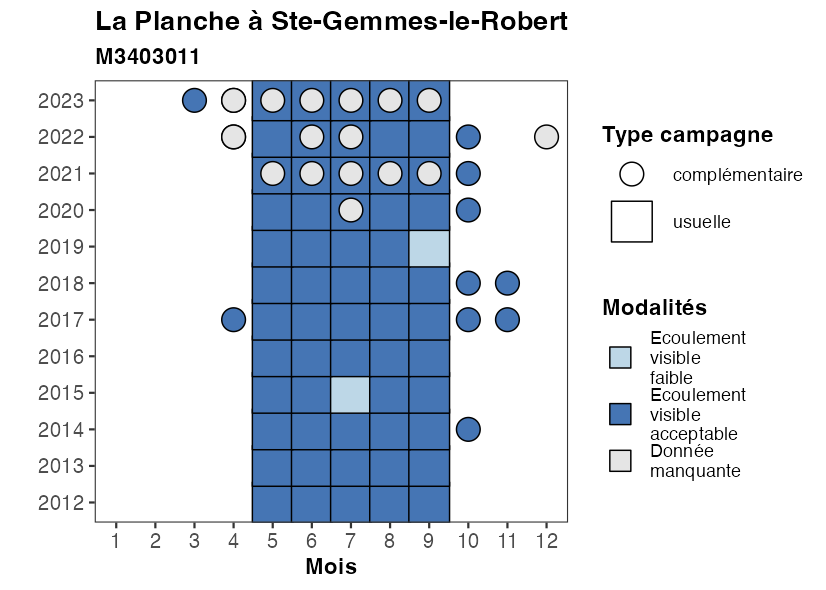 La Planche à Ste-Gemmes-le-Robert
M3403011
2023
2022
2021
2020
2019
2018
2017
2016
2015
2014
2013
2012
1 2 3 4 5 6 7 8 9 10 11 12
Mois
Type campagne
complémentaire
usuelle
Modalités
Ecoulement
visible
faible
Ecoulement
visible
acceptable
Donnée
manquante